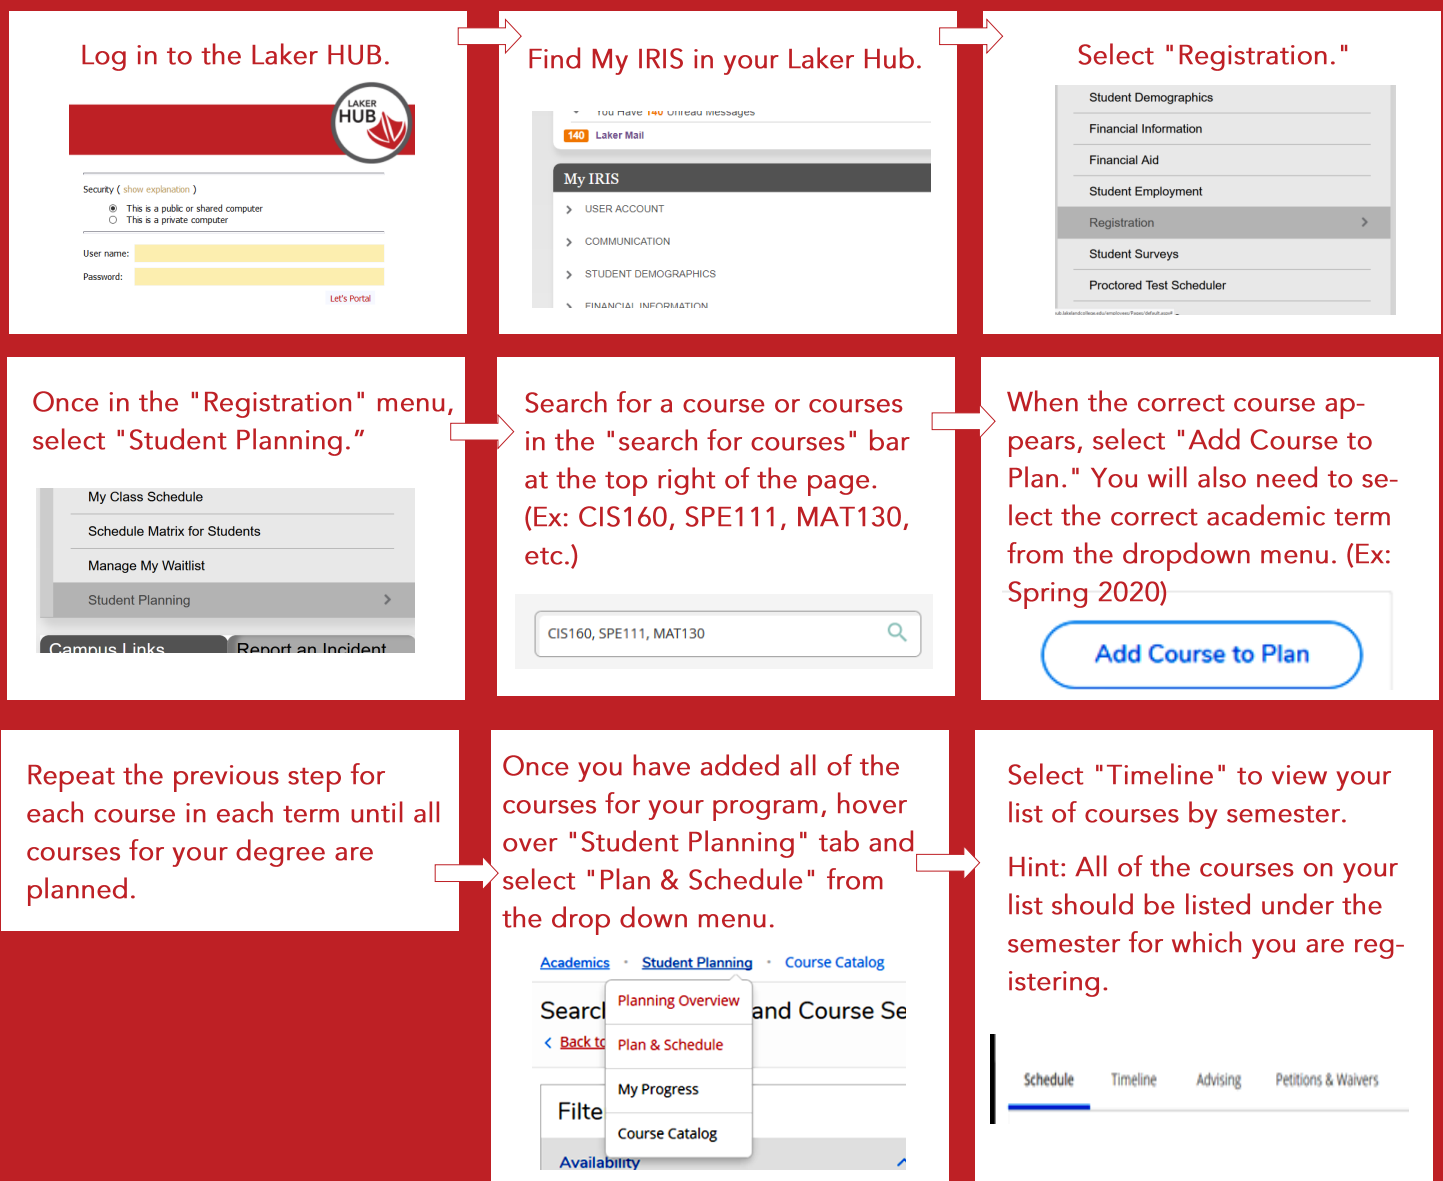 Log in to the Laker HUB.
LAKER
HUB
Security ( show explanation )
This is a public or shared computer
This is a private computer
User name:
Password:
Let's Portal
Find My IRIS in your Laker Hub.
You Have 140 Unread Messages
140 Laker Mail
My IRIS
USER ACCOUNT
COMMUNICATION
STUDENT DEMOGRAPHICS
FINANCIAL INFORMATION
Select "Registration."
Student Demographics
Financial Information
Financial Aid
Student Employment
Registration
Student Surveys
Proctored Test Scheduler
Once in the "Registration" menu,
select "Student Planning.”
My Class Schedule
Schedule Matrix for Students
Manage My Waitlist
Student Planning
Campus Links
Report an Incident
Search for a course or courses
in the "search for courses" bar
at the top right of the page.
(Ex: CIS160, SPE111, MAT130,
etc.)
CIS160, SPE111, MAT130
When the correct course ap-
pears, select "Add Course to
Plan." You will also need to se-
lect the correct academic term
from the dropdown menu. (Ex:
Spring 2020)
Add Course to Plan
Repeat the previous step for
each course in each term until all
courses for your degree are
planned.
Once you have added all of the
courses for your program, hover
over "Student Planning" tab and
select "Plan & Schedule" from
the drop down menu.
Academics · Student Planning · Course Catalog
Searc and Course Se
Back to
Planning Overview
Plan & Schedule
My Progress
Course Catalog
Filte
Availability
Select "Timeline" to view your
list of courses by semester.
Hint: All of the courses on your
list should be listed under the
semester for which you are reg-
istering.
Schedule Timeline Advising Petitions & Waivers